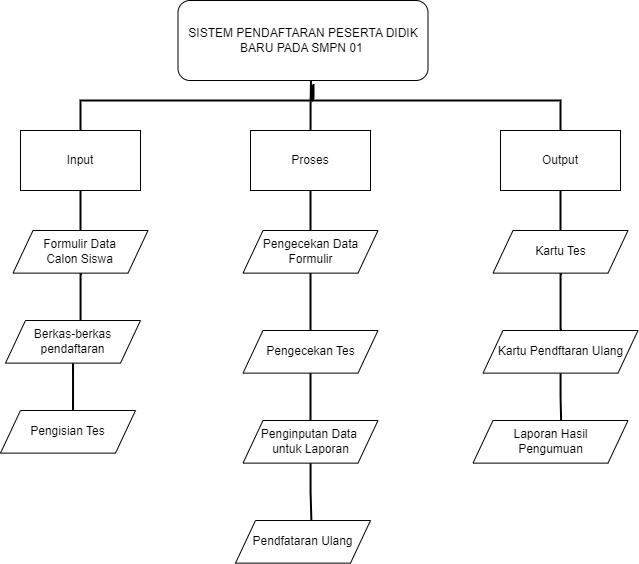 SISTEM PENDAFTARAN PESERTA DIDIK
BARU PADA SMPN 01
Input
Proses
Output
Formulir Data
Calon Siswa
Pengecekan Data
Formulir
Kartu Tes
Berkas-berkas
pendaftaran
Pengecekan Tes
Kartu Pendftaran Ulang
Pengisian Tes
Penginputan Data
untuk Laporan
Laporan Hasil
Pengumuan
Pendfataran Ulang